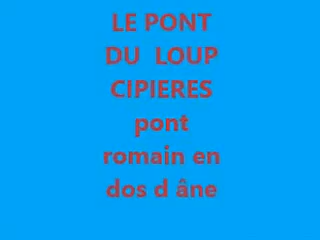 LE PONT
DU  LOUP
CIPIERES
pont
romain en
dos d âne